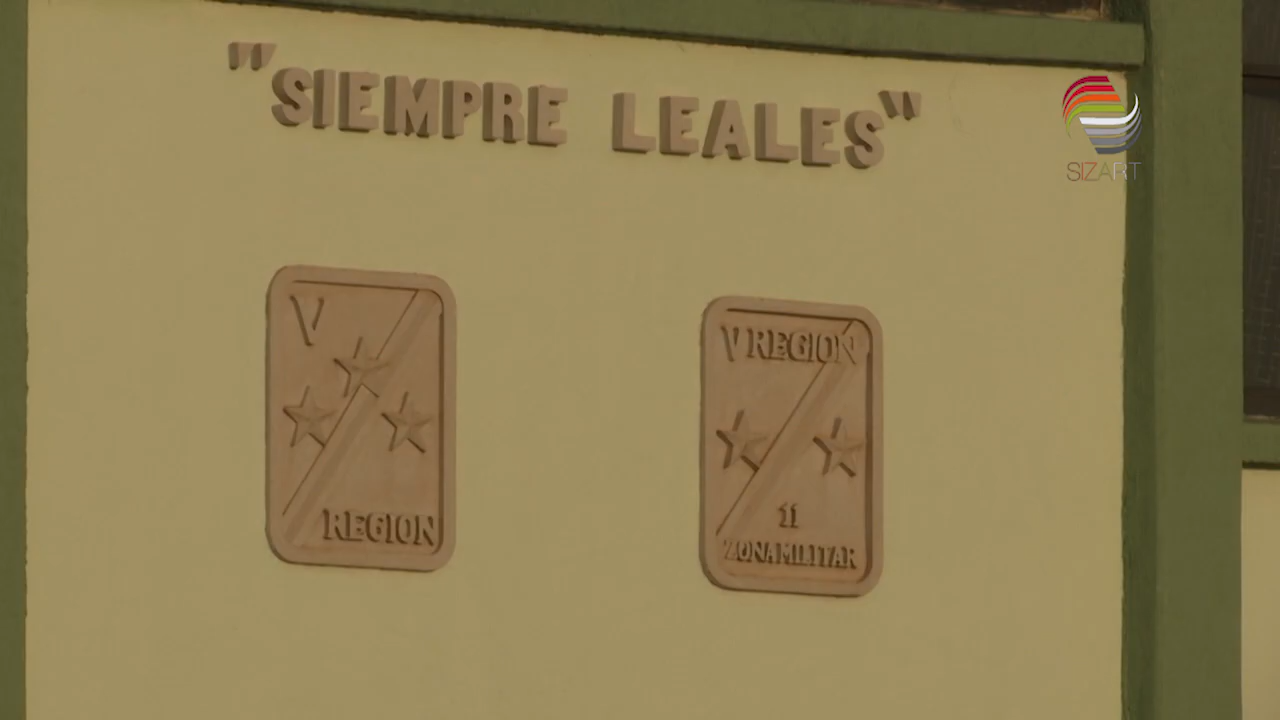 "SIEMPRE LEALES"
SIZART
V
REGION
V REGION
11
ZONA MILITAR